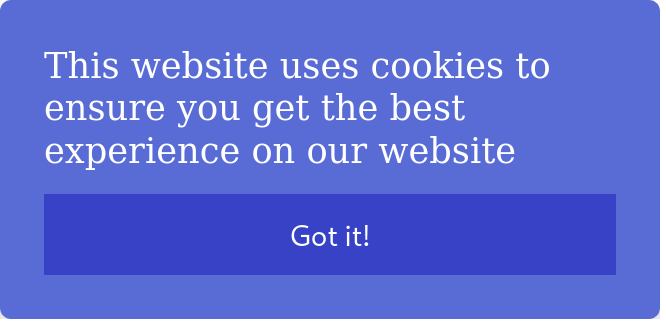 This website uses cookies to
ensure you get the best
experience on our website
Got it!